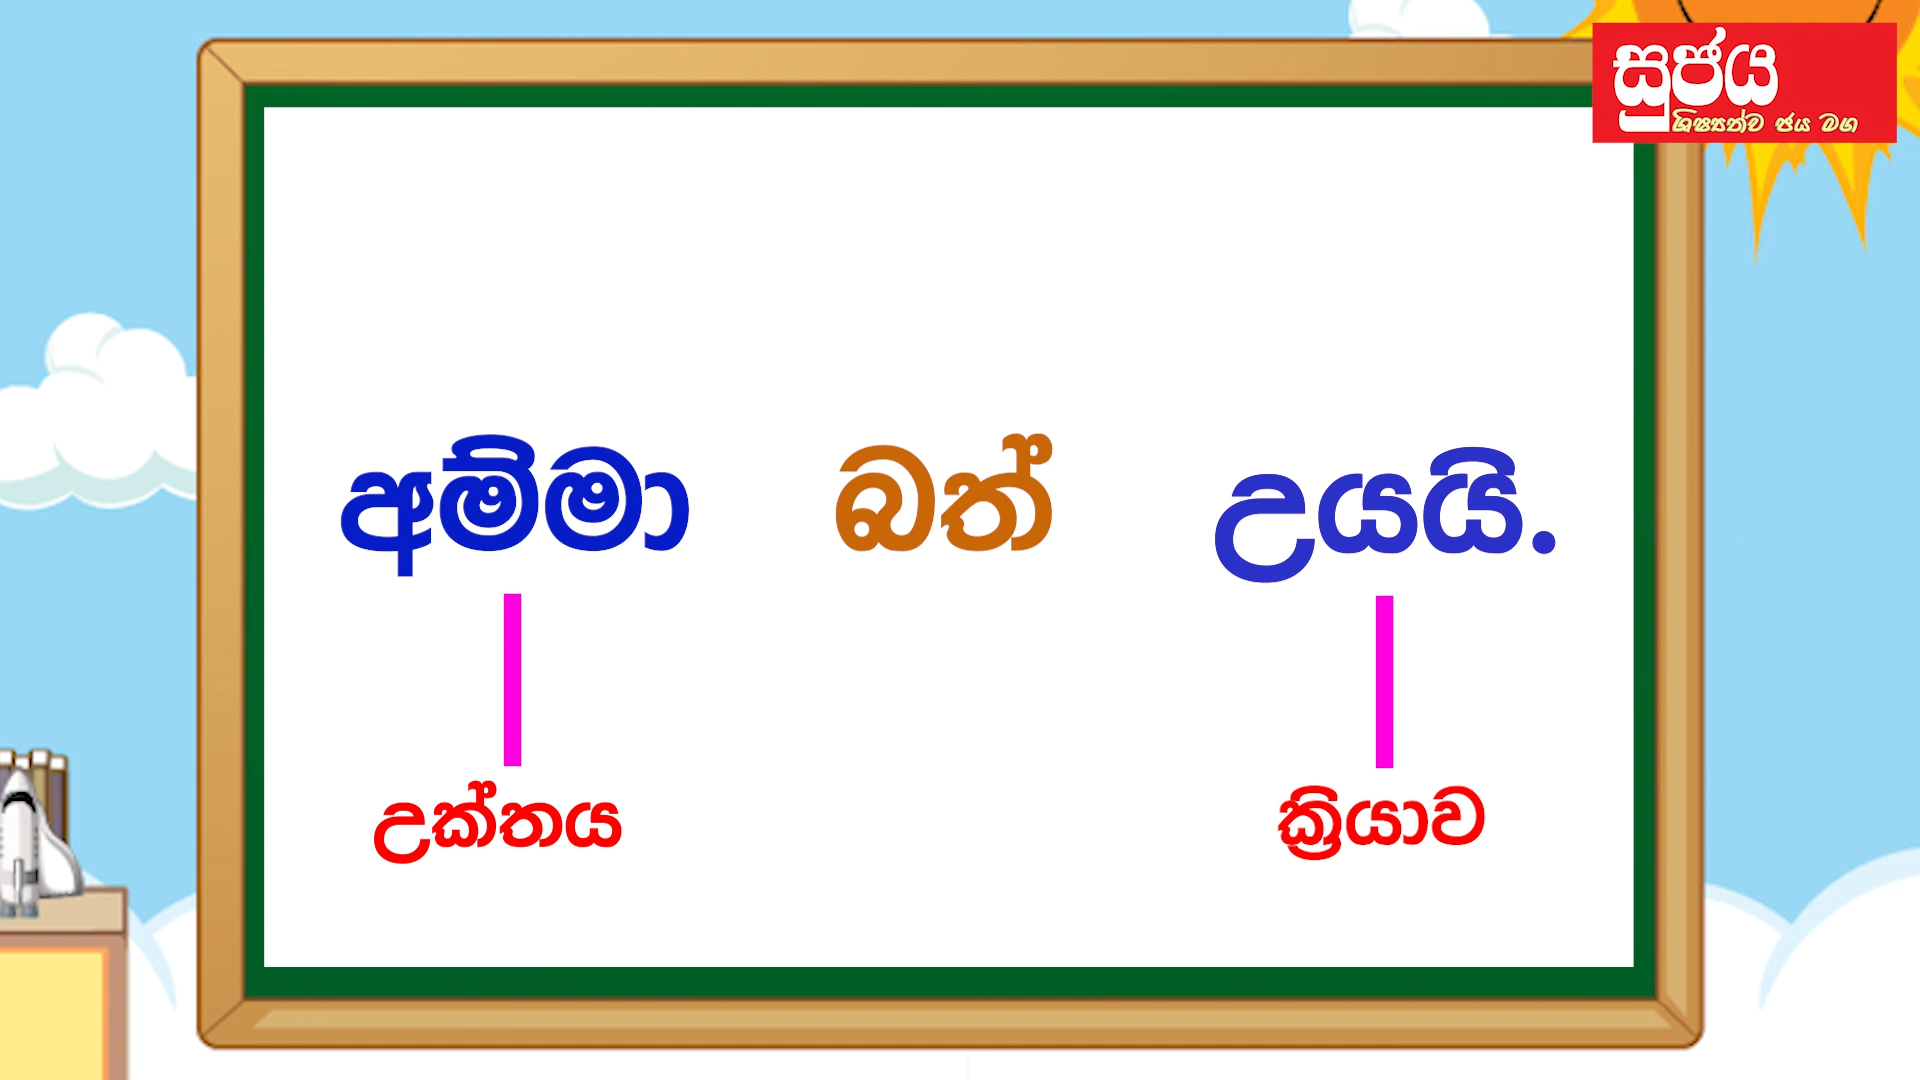 සුජය
ශිෂ්‍යත්ව ජය මග
අම්මා බත් උයයි.
උක්තය ක්‍රියාව